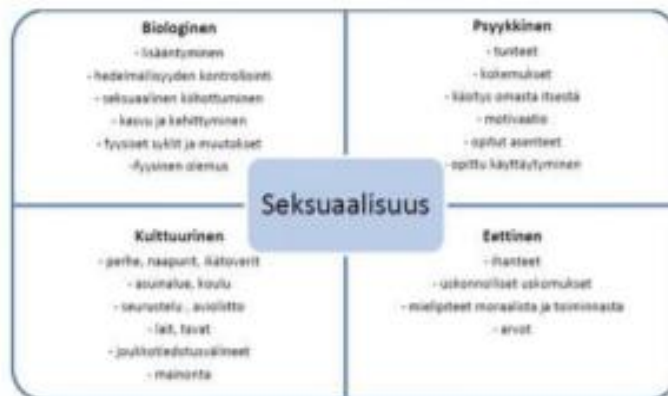 Biologinen
- lisääntyminen
- hedelmällisyyden kontrollointi
- seksuaalinen kiihottuminen
- kasvu ja kehittyminen
- fyysiset syklit ja muutokset
-fyysinen olemus
Psyykkinen
- tunteet
- kokemukset
- käsitys omasta itsestä
- motivaatio
- opitut asenteet
- opittu käyttäytyminen
Seksuaalisuus
Kulttuurinen
- perhe, naapurit, ikätoverit
- asuinalue, koulu
- seurustelu , avioliitto
- lait, tavat
- joukkotiedotusvälineet
- mainonta
Eettinen
- ihanteet
- uskonnolliset uskomukset
- mielipiteet moraalista ja toiminnasta
- arvot